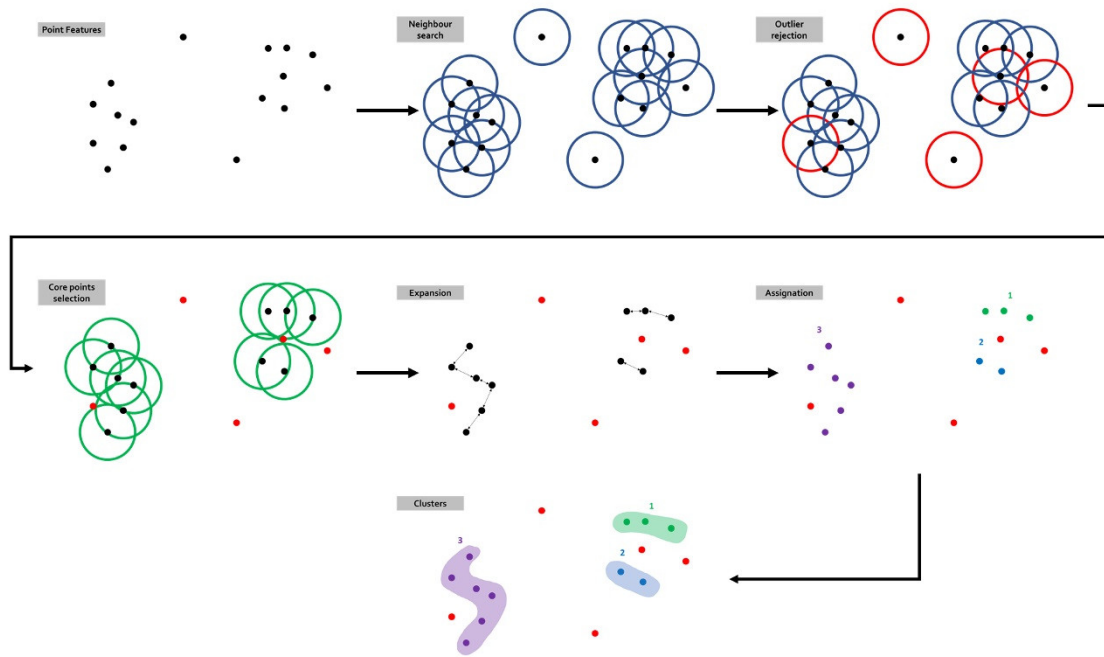 Point Features
Neighbour
search
Outlier
rejection
Core points
selection
Expansion
Assignation
1
2
3
Clusters
1
2
3